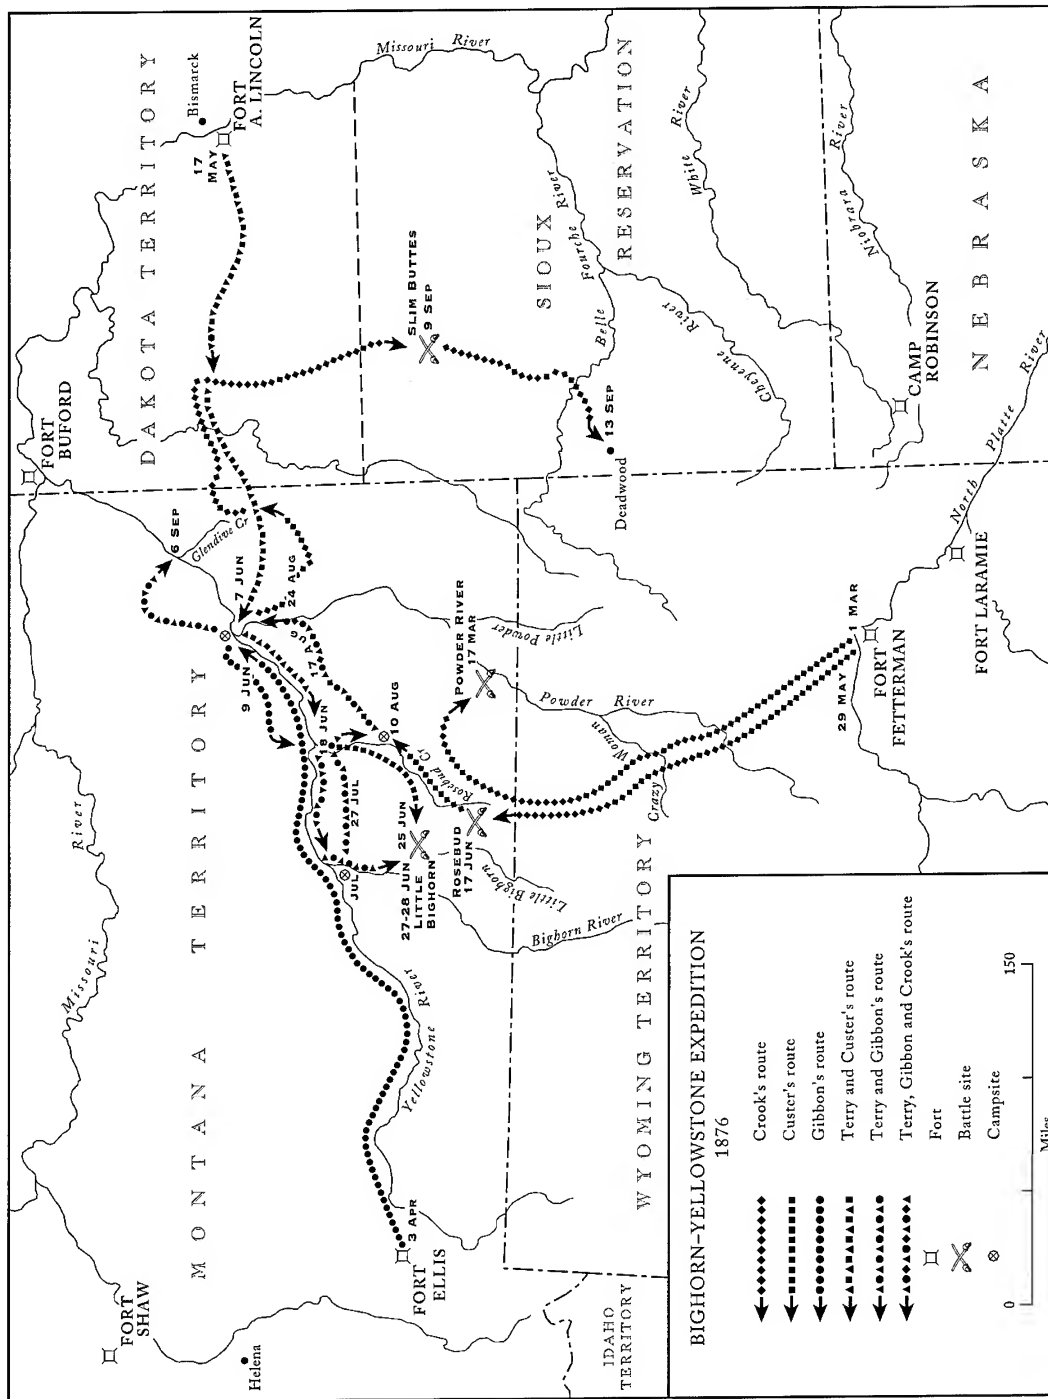 BIGHORN–YELLOWSTONE EXPEDITION
1876
Crook's route
Custer's route
Gibbon's route
Terry and Custer's route
Terry and Gibbon's route
Terry, Gibbon and Crook's route
Fort
Battle site
Campsite
0
150
Miles
FORT
SHAW
Helena
MONTANA TERRITORY
Missouri River
FORT
ELLIS
3 APR
Yellowstone River
IDAHO
TERRITORY
WYOMING TERRITORY
Bighorn River
Little Bighorn
JUL
27-28 JUN
LITTLE
BIGHORN
25 JUN
ROSEBUD
17 JUN
Rosebud Cr
27 JUL
18 JUN
10 AUG
9 JUN
17 AUG
24 AUG
7 JUN
6 SEP
Glendive Cr
POWDER RIVER
17 MAR
Little Powder
Powder River
Crazy Woman
29 MAY
1 MAR
FORT
FETTERMAN
FORT LARAMIE
North Platte River
FORT
BUFORD
DAKOTA TERRITORY
17
MAY
Bismarck
FORT
A. LINCOLN
Missouri River
SLIM BUTTES
9 SEP
13 SEP
Deadwood
Belle Fourche River
SIOUX
RESERVATION
Cheyenne River
White River
Niobrara River
CAMP
ROBINSON
NEBRASKA